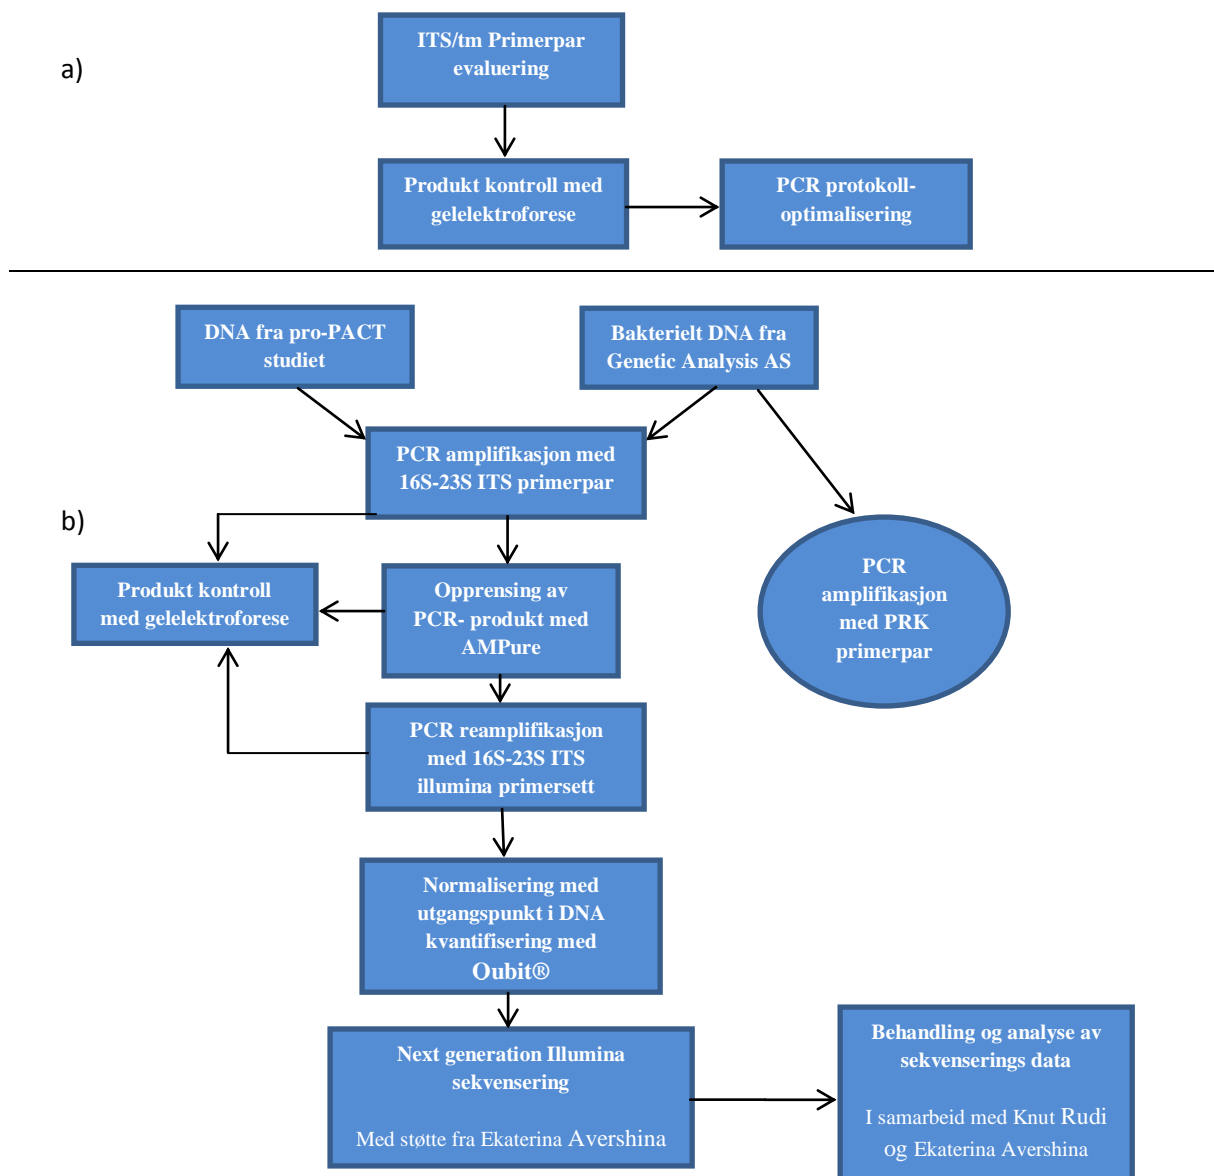 a)
ITS/tm Primerpar
evaluering
Produkt kontroll med
gelelektroforese
PCR protokoll-
optimalisering
DNA fra pro-PACT
studiet
Bakterielt DNA fra
Genetic Analysis AS
PCR amplifikasjon med
16S-23S ITS primerpar
b)
Produkt kontroll
med gelelektroforese
Opprensing av
PCR- produkt med
AMPure
PCR
amplifikasjon
med PRK
primerpar
PCR reamplifikasjon
med 16S-23S ITS
illumina primersett
Normalisering med
utgangspunkt i DNA
kvantifisering med
Oubit®
Next generation Illumina
sekvensering
Med støtte fra Ekaterina Avershina
Behandling og analyse av
sekvenserings data
I samarbeid med Knut Rudi
og Ekaterina Avershina